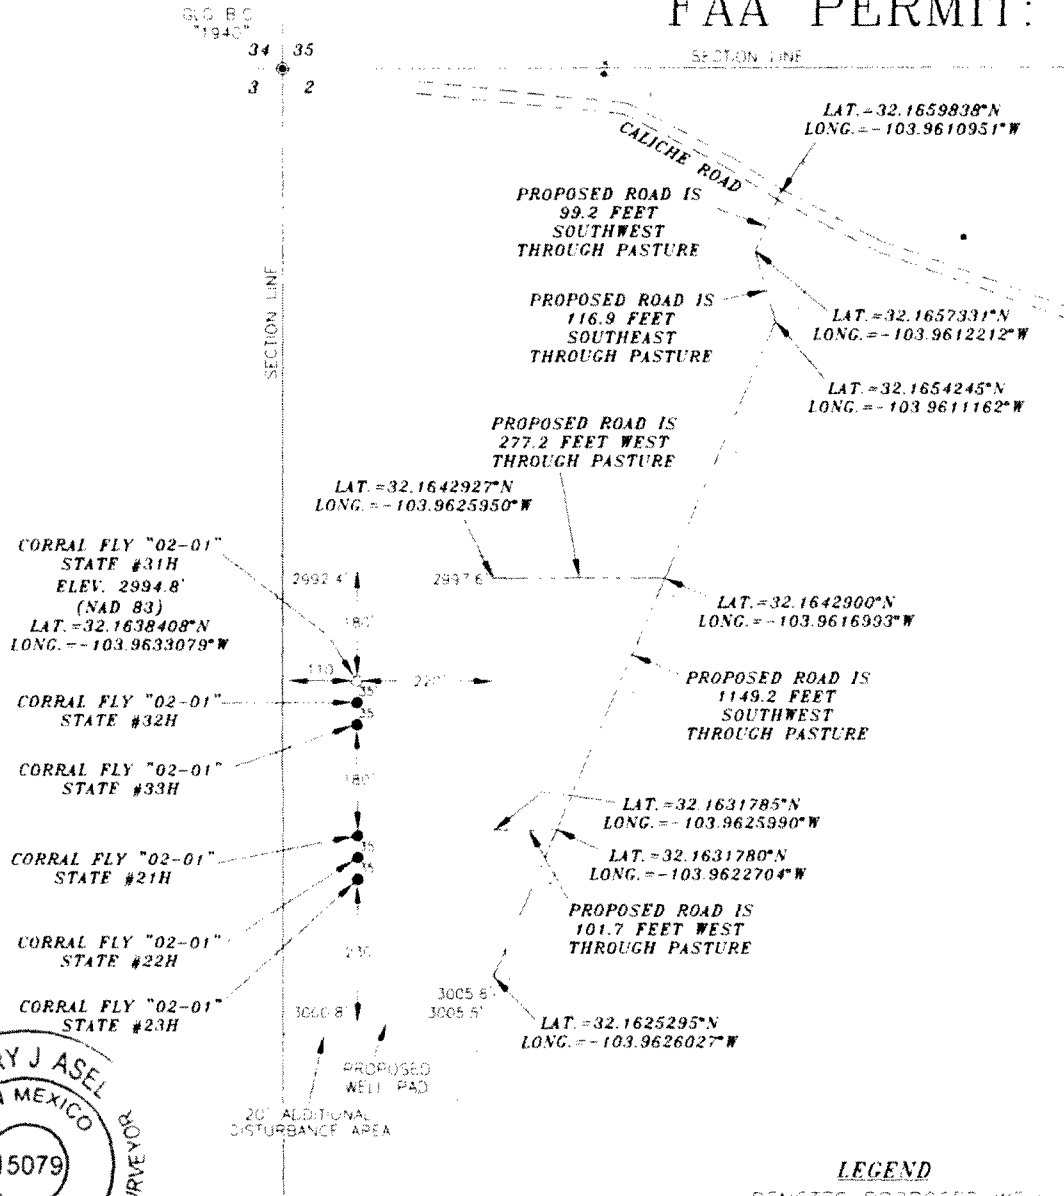 FAA PERMIT:
GLO B.C.
"1940"
34 35
3 2
SECTION LINE
LAT.=32.1659838°N
LONG.=-103.9610951°W
CALICHE ROAD
PROPOSED ROAD IS
99.2 FEET
SOUTHWEST
THROUGH PASTURE
SECTION LINE
PROPOSED ROAD IS
116.9 FEET
SOUTHEAST
THROUGH PASTURE
LAT.=32.1657331°N
LONG.=-103.9612212°W
LAT.=32.1654245°N
LONG.=-103.9611162°W
PROPOSED ROAD IS
277.2 FEET WEST
THROUGH PASTURE
LAT.=32.1642927°N
LONG.=-103.9625950°W
CORRAL FLY "02-01"
STATE #31H
ELEV. 2994.8'
(NAD 83)
LAT.=32.1638408°N
LONG.=-103.9633079°W
2992.4'
2997.6'
180'
110'
220'
35'
35'
LAT.=32.1642900°N
LONG.=-103.9616993°W
CORRAL FLY "02-01"
STATE #32H
PROPOSED ROAD IS
1149.2 FEET
SOUTHWEST
THROUGH PASTURE
CORRAL FLY "02-01"
STATE #33H
180'
LAT.=32.1631785°N
LONG.=-103.9625990°W
CORRAL FLY "02-01"
STATE #21H
35'
35'
LAT.=32.1631780°N
LONG.=-103.9622704°W
PROPOSED ROAD IS
101.7 FEET WEST
THROUGH PASTURE
CORRAL FLY "02-01"
STATE #22H
230'
CORRAL FLY "02-01"
STATE #23H
3000.8'
3005.6'
3005.5'
LAT.=32.1625295°N
LONG.=-103.9626027°W
PROPOSED
WELL PAD
20' ADDITIONAL
DISTURBANCE AREA
RY J ASEL
MEXICO
15079
SURVEYOR
LEGEND
DENOTES PROPOSED WELL